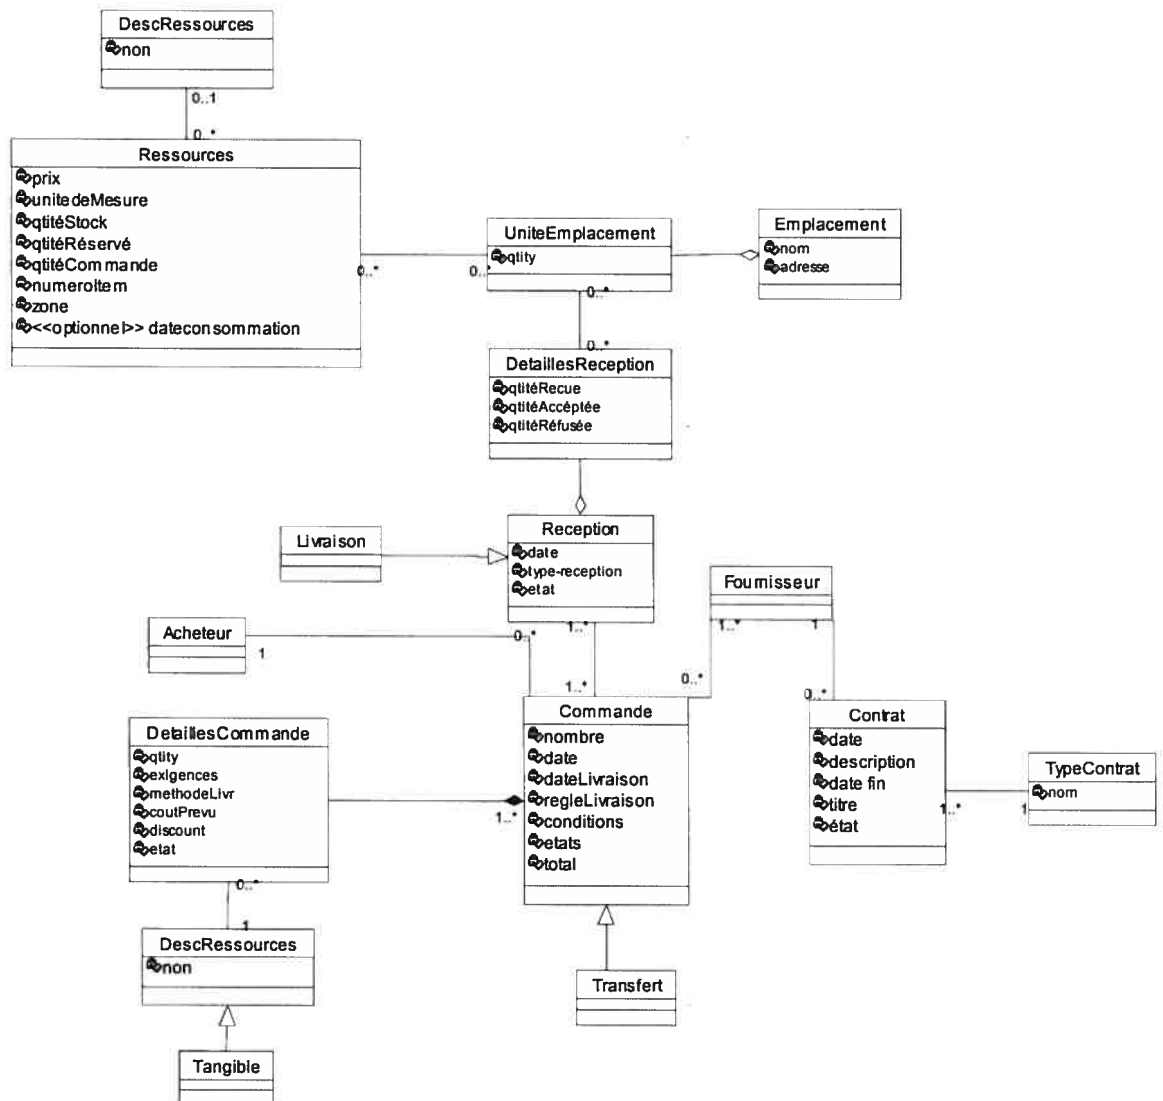 DescRessources
non
0..1
0..*
Ressources
prix
unitedeMesure
qtitéStock
qtitéRéservé
qtitéCommande
numeroItem
zone
<<optionnel>> dateconsommation
0..*
0..*
UniteEmplacement
qtity
Emplacement
nom
adresse
0..*
0..*
DetaillesReception
qtitéRecue
qtitéAccéptée
qtitéRéfusée
Livraison
Reception
date
type-reception
etat
Fournisseur
Acheteur
1
0..*
1..*
1..*
1
1..*
0..*
0..*
Commande
nombre
date
dateLivraison
regleLivraison
conditions
etats
total
Contrat
date
description
date fin
titre
état
1..*
1
TypeContrat
nom
DetaillesCommande
qtity
exigences
methodeLivr
coutPrevu
discount
etat
1..*
0..*
1
DescRessources
non
Transfert
Tangible